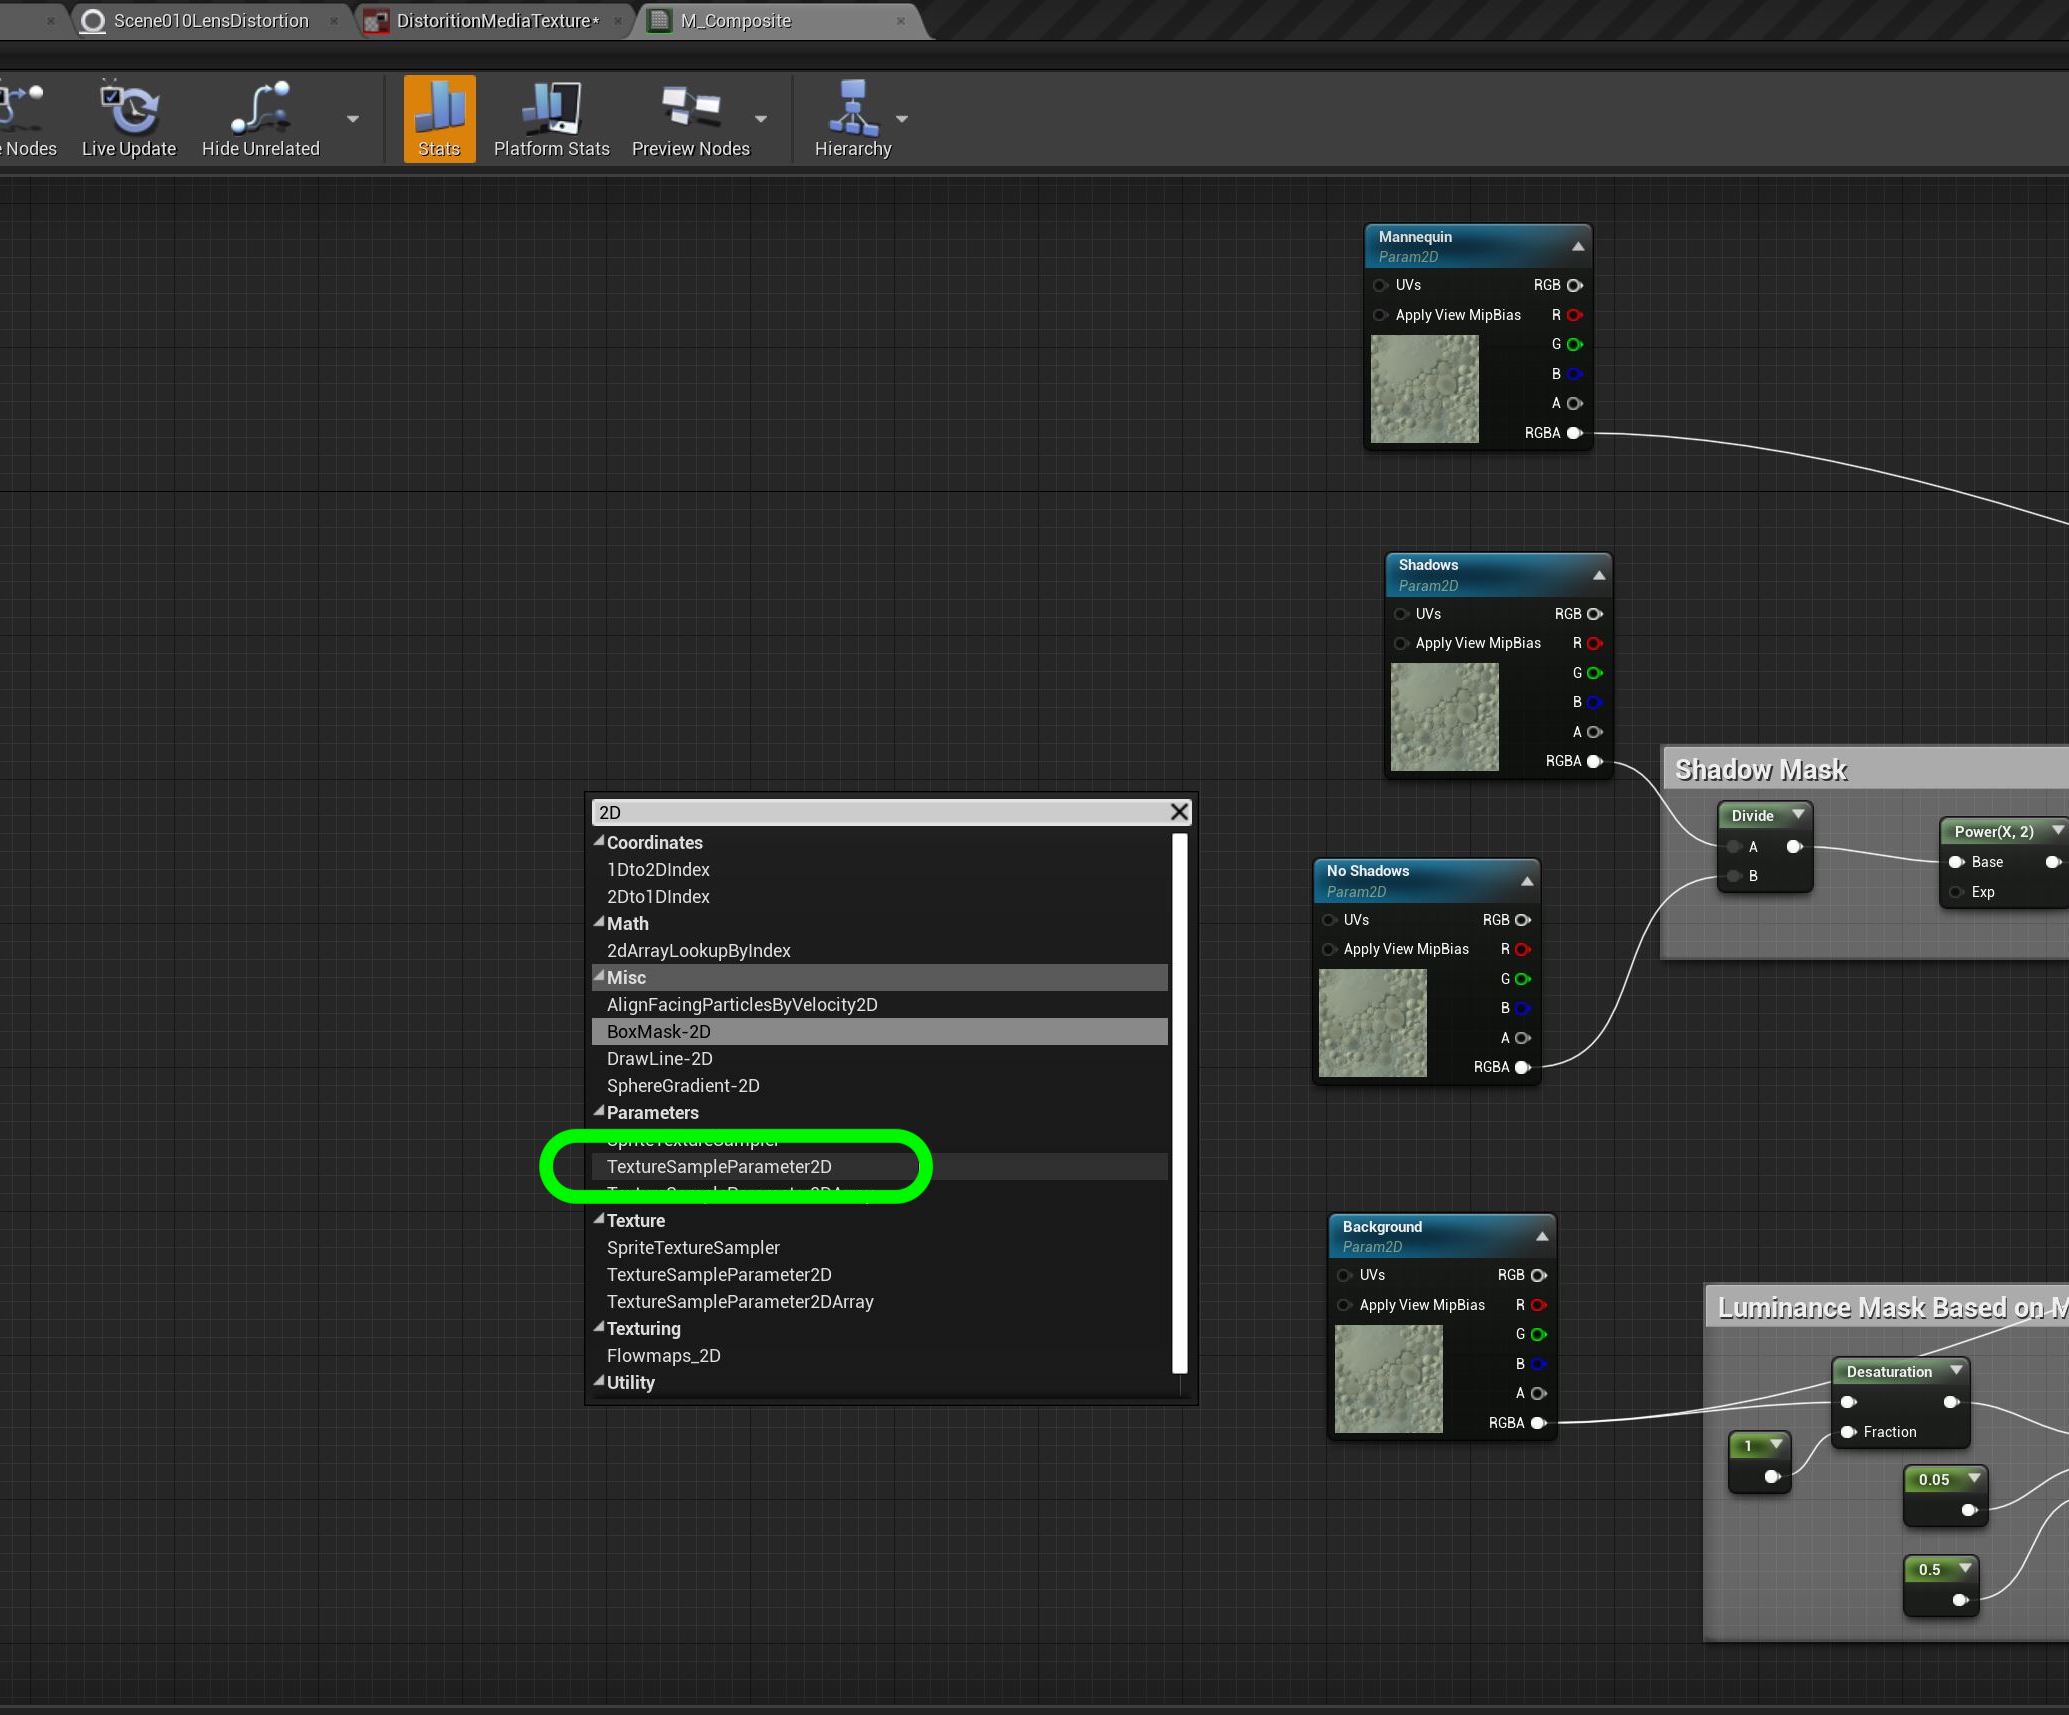 Scene010LensDistortion
DistoritionMediaTexture*
M_Composite
Nodes
Live Update
Hide Unrelated
Stats
Platform Stats
Preview Nodes
Hierarchy
Mannequin
Param2D
UVs
RGB
Apply View MipBias
R
G
B
A
RGBA
Shadows
Param2D
UVs
RGB
Apply View MipBias
R
G
B
A
RGBA
Shadow Mask
Divide
A
B
Power(X, 2)
Base
Exp
2D
Coordinates
1Dto2DIndex
2Dto1DIndex
Math
2dArrayLookupByIndex
Misc
AlignFacingParticlesByVelocity2D
BoxMask-2D
DrawLine-2D
SphereGradient-2D
Parameters
SpriteTextureSampler
TextureSampleParameter2D
TextureSampleParameter2DArray
Texture
SpriteTextureSampler
TextureSampleParameter2D
TextureSampleParameter2DArray
Texturing
Flowmaps_2D
Utility
No Shadows
Param2D
UVs
RGB
Apply View MipBias
R
G
B
A
RGBA
Background
Param2D
UVs
RGB
Apply View MipBias
R
G
B
A
RGBA
Luminance Mask Based on M
Desaturation
Fraction
1
0.05
0.5